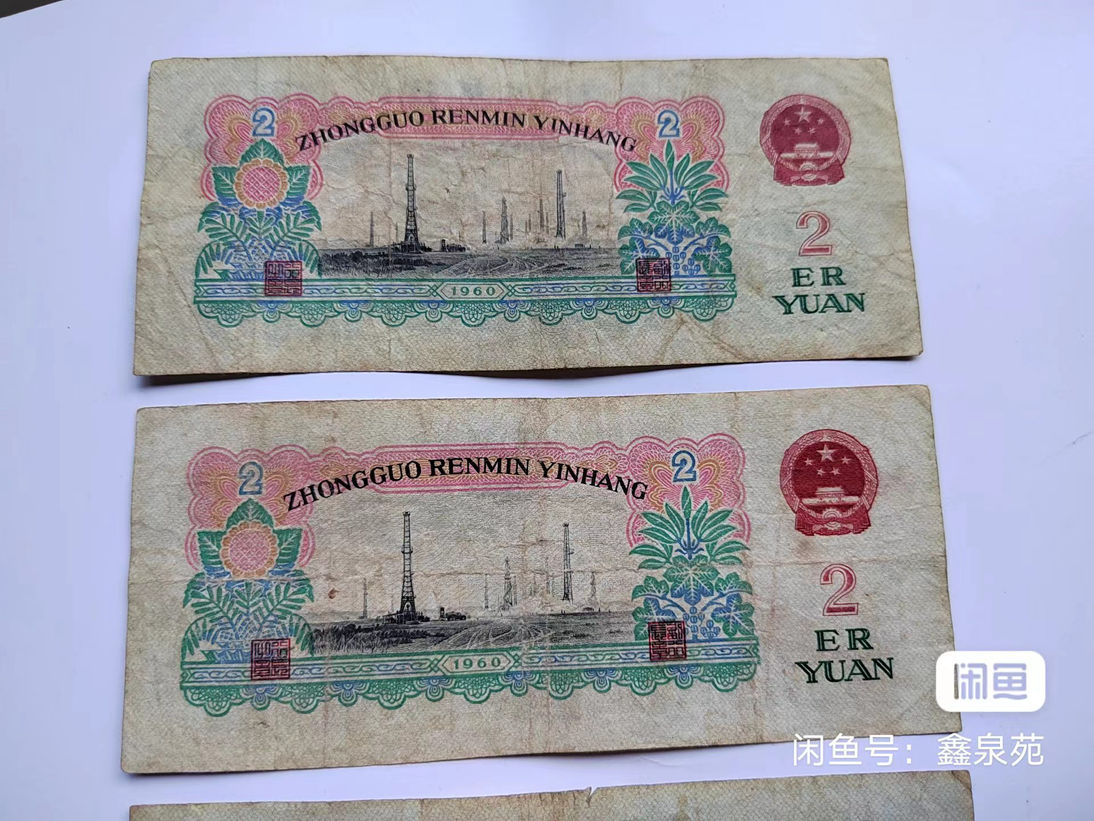 2
2
ZHONGGUO RENMIN YINHANG
2
ER
YUAN
1960
2
2
ZHONGGUO RENMIN YINHANG
2
ER
YUAN
1960
闲鱼
闲鱼号：鑫泉苑